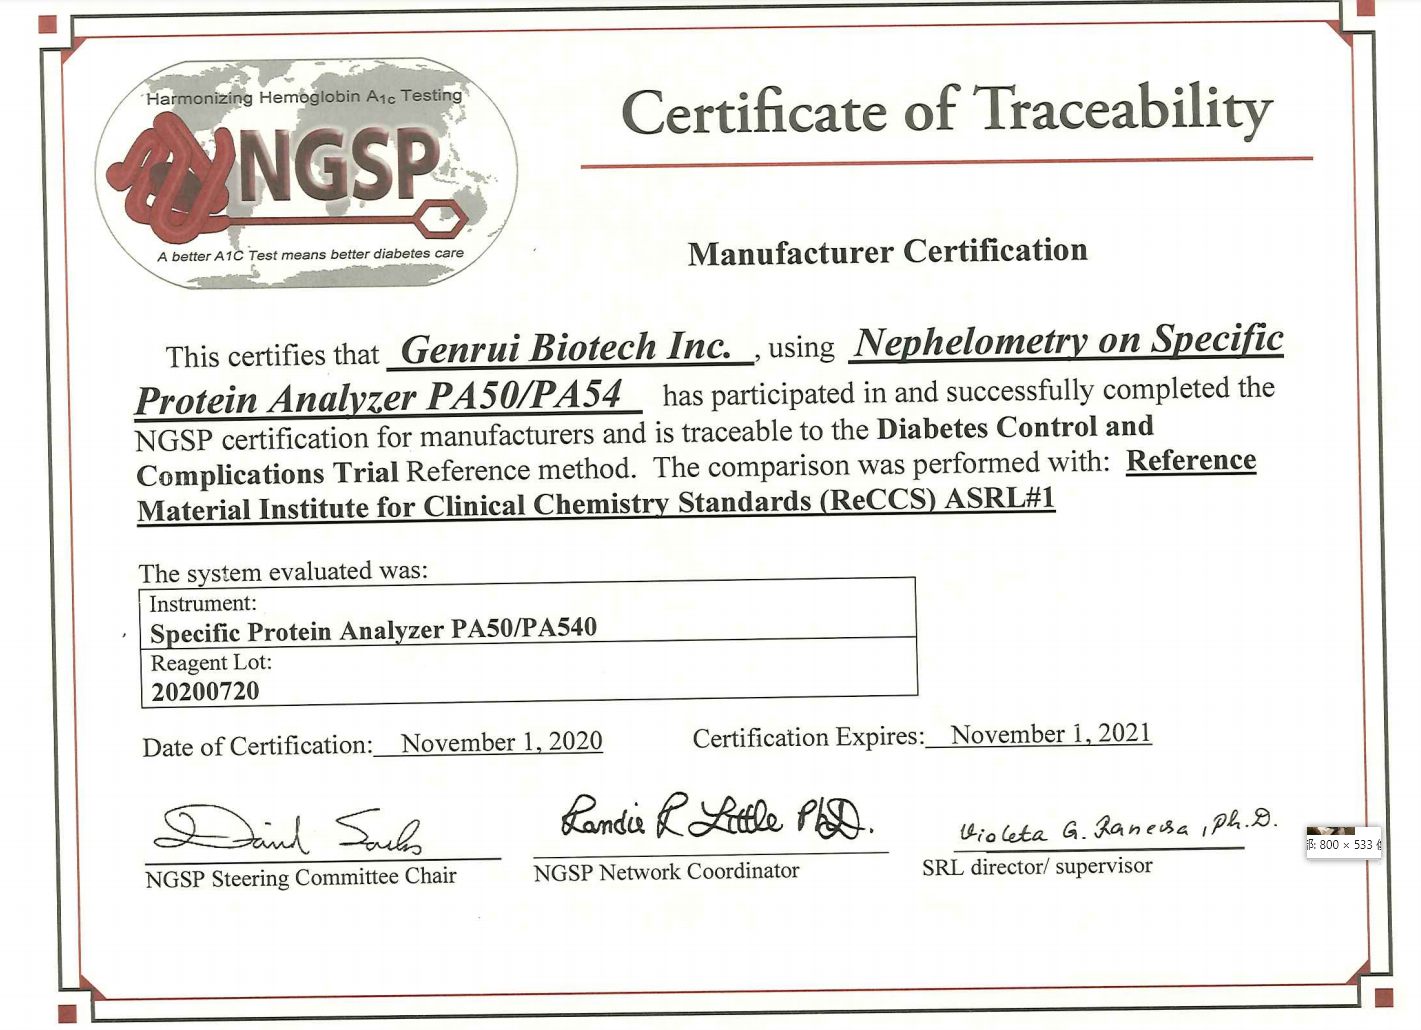 Harmonizing Hemoglobin A1c Testing
NGSP
A better A1C Test means better diabetes care
Certificate of Traceability
Manufacturer Certification
This certifies that Genrui Biotech Inc. , using Nephelometry on Specific
Protein Analyzer PA50/PA54 has participated in and successfully completed the
NGSP certification for manufacturers and is traceable to the Diabetes Control and
Complications Trial Reference method. The comparison was performed with: Reference
Material Institute for Clinical Chemistry Standards (ReCCS) ASRL#1
The system evaluated was:
Instrument:
Specific Protein Analyzer PA50/PA540
Reagent Lot:
20200720
Date of Certification: November 1, 2020 Certification Expires: November 1, 2021
David Sacks Randie R Little PhD. Violeta G. Raneva, Ph.D.
NGSP Steering Committee Chair NGSP Network Coordinator SRL director/ supervisor
: 800 × 533